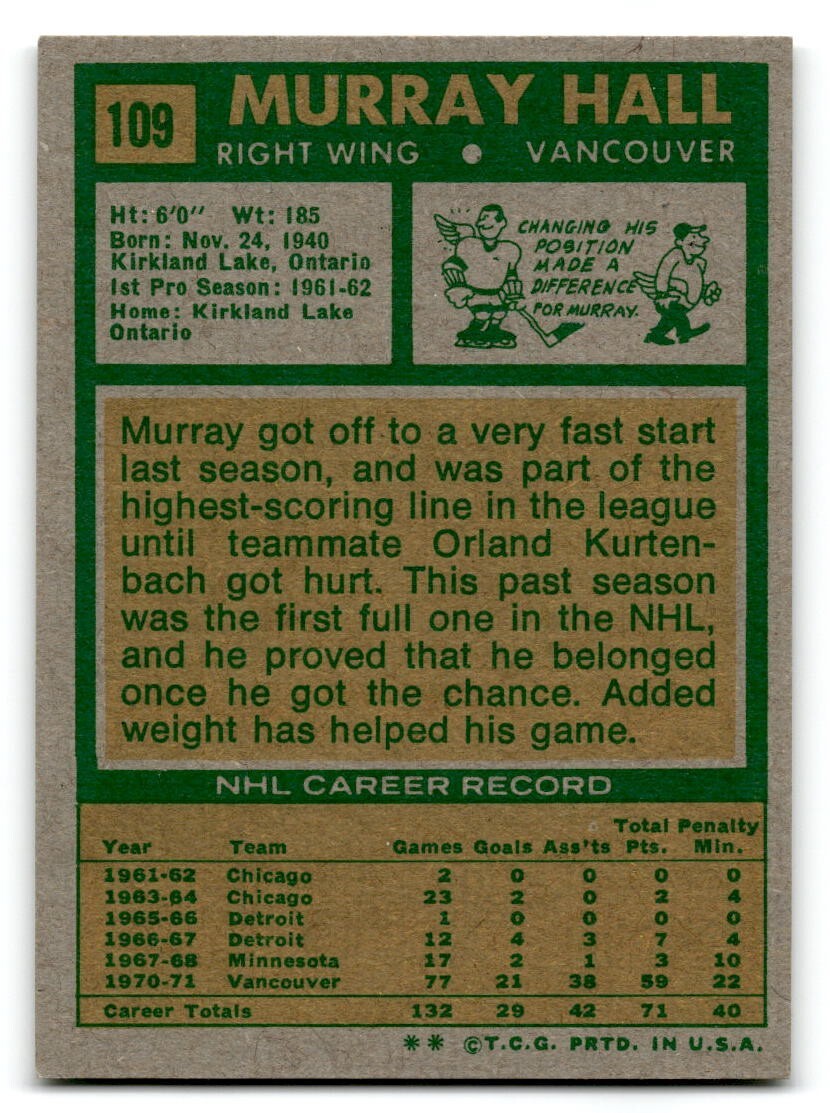 109
MURRAY HALL
RIGHT WING • VANCOUVER
Ht: 6'0" Wt: 185
Born: Nov. 24, 1940
Kirkland Lake, Ontario
1st Pro Season: 1961-62
Home: Kirkland Lake
Ontario
CHANGING HIS
POSITION
MADE A
DIFFERENCE
FOR MURRAY.
Murray got off to a very fast start
last season, and was part of the
highest-scoring line in the league
until teammate Orland Kurten-
bach got hurt. This past season
was the first full one in the NHL,
and he proved that he belonged
once he got the chance. Added
weight has helped his game.
NHL CAREER RECORD
Total Penalty
Year Team Games Goals Ass'ts Pts. Min.
1961-62 Chicago 2 0 0 0 0
1963-64 Chicago 23 2 0 2 4
1965-66 Detroit 1 0 0 0 0
1966-67 Detroit 12 4 3 7 4
1967-68 Minnesota 17 2 1 3 10
1970-71 Vancouver 77 21 38 59 22
Career Totals 132 29 42 71 40
** ©T.C.G. PRTD. IN U.S.A.